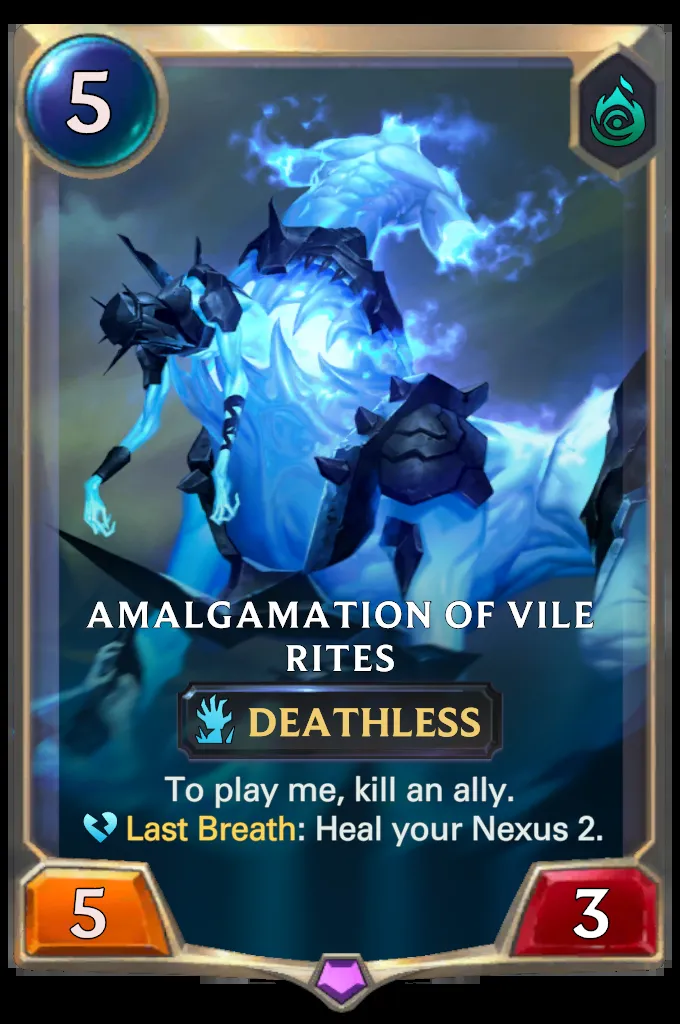 5
AMALGAMATION OF VILE
RITES
DEATHLESS
To play me, kill an ally.
Last Breath: Heal your Nexus 2.
5
3